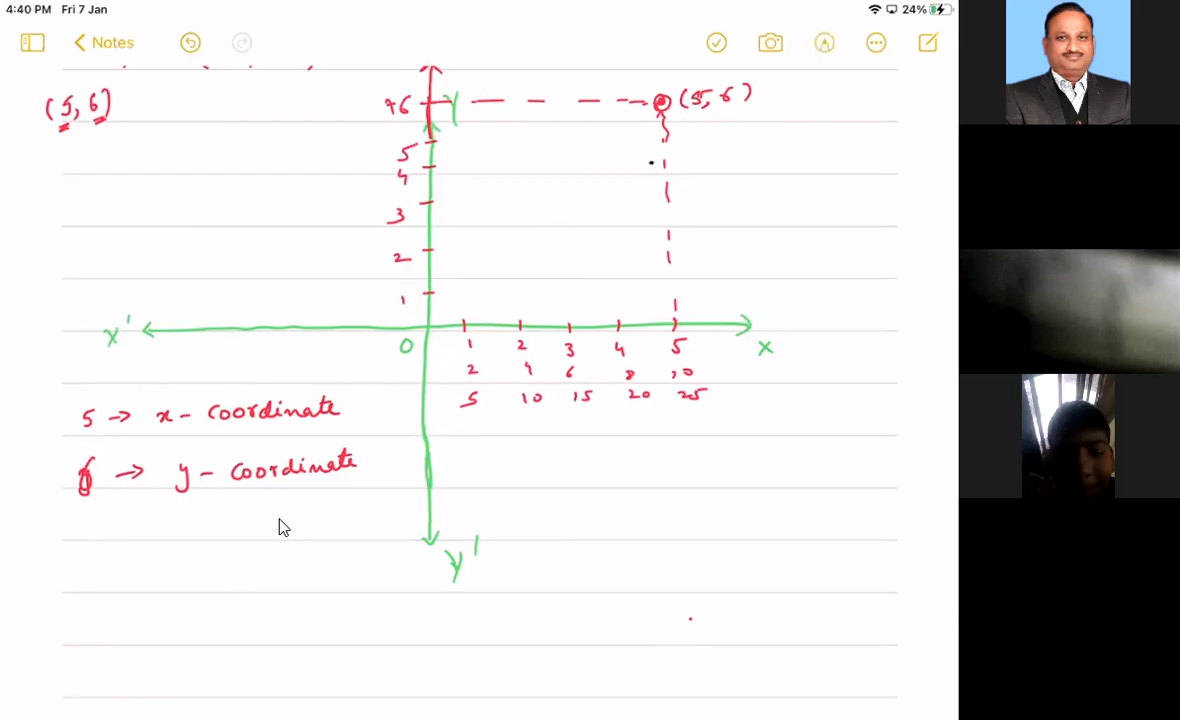 4:40 PM Fri 7 Jan
24%
Notes
(5, 6)
+6
Y
(5, 6)
5
4
3
2
1
X'
0
1 2 3 4 5
X
2 4 6 8 10
5 10 15 20 25
5 → x - coordinate
6 → y - coordinate
Y'